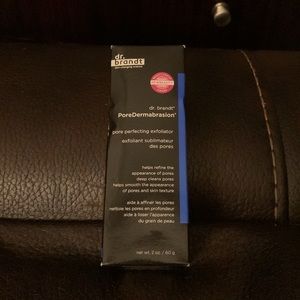 dr.
brandt
dr. brandt®
PoreDermabrasion®
pore perfecting exfoliator
exfoliant sublimateur
des pores
helps refine the
appearance of pores
deep cleans pores
helps smooth the appearance
of pores and skin texture
aide à affiner les pores
nettoie les pores en profondeur
aide à lisser l'apparence
du grain de peau
net wt. 2 oz. / 60 g